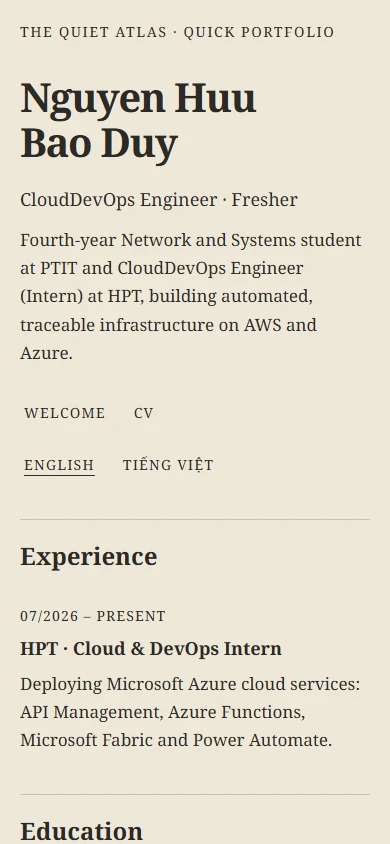 THE QUIET ATLAS · QUICK PORTFOLIO
Nguyen Huu
Bao Duy
CloudDevOps Engineer · Fresher
Fourth-year Network and Systems student
at PTIT and CloudDevOps Engineer
(Intern) at HPT, building automated,
traceable infrastructure on AWS and
Azure.
WELCOME CV
ENGLISH TIẾNG VIỆT
Experience
07/2026 – PRESENT
HPT · Cloud & DevOps Intern
Deploying Microsoft Azure cloud services:
API Management, Azure Functions,
Microsoft Fabric and Power Automate.
Education